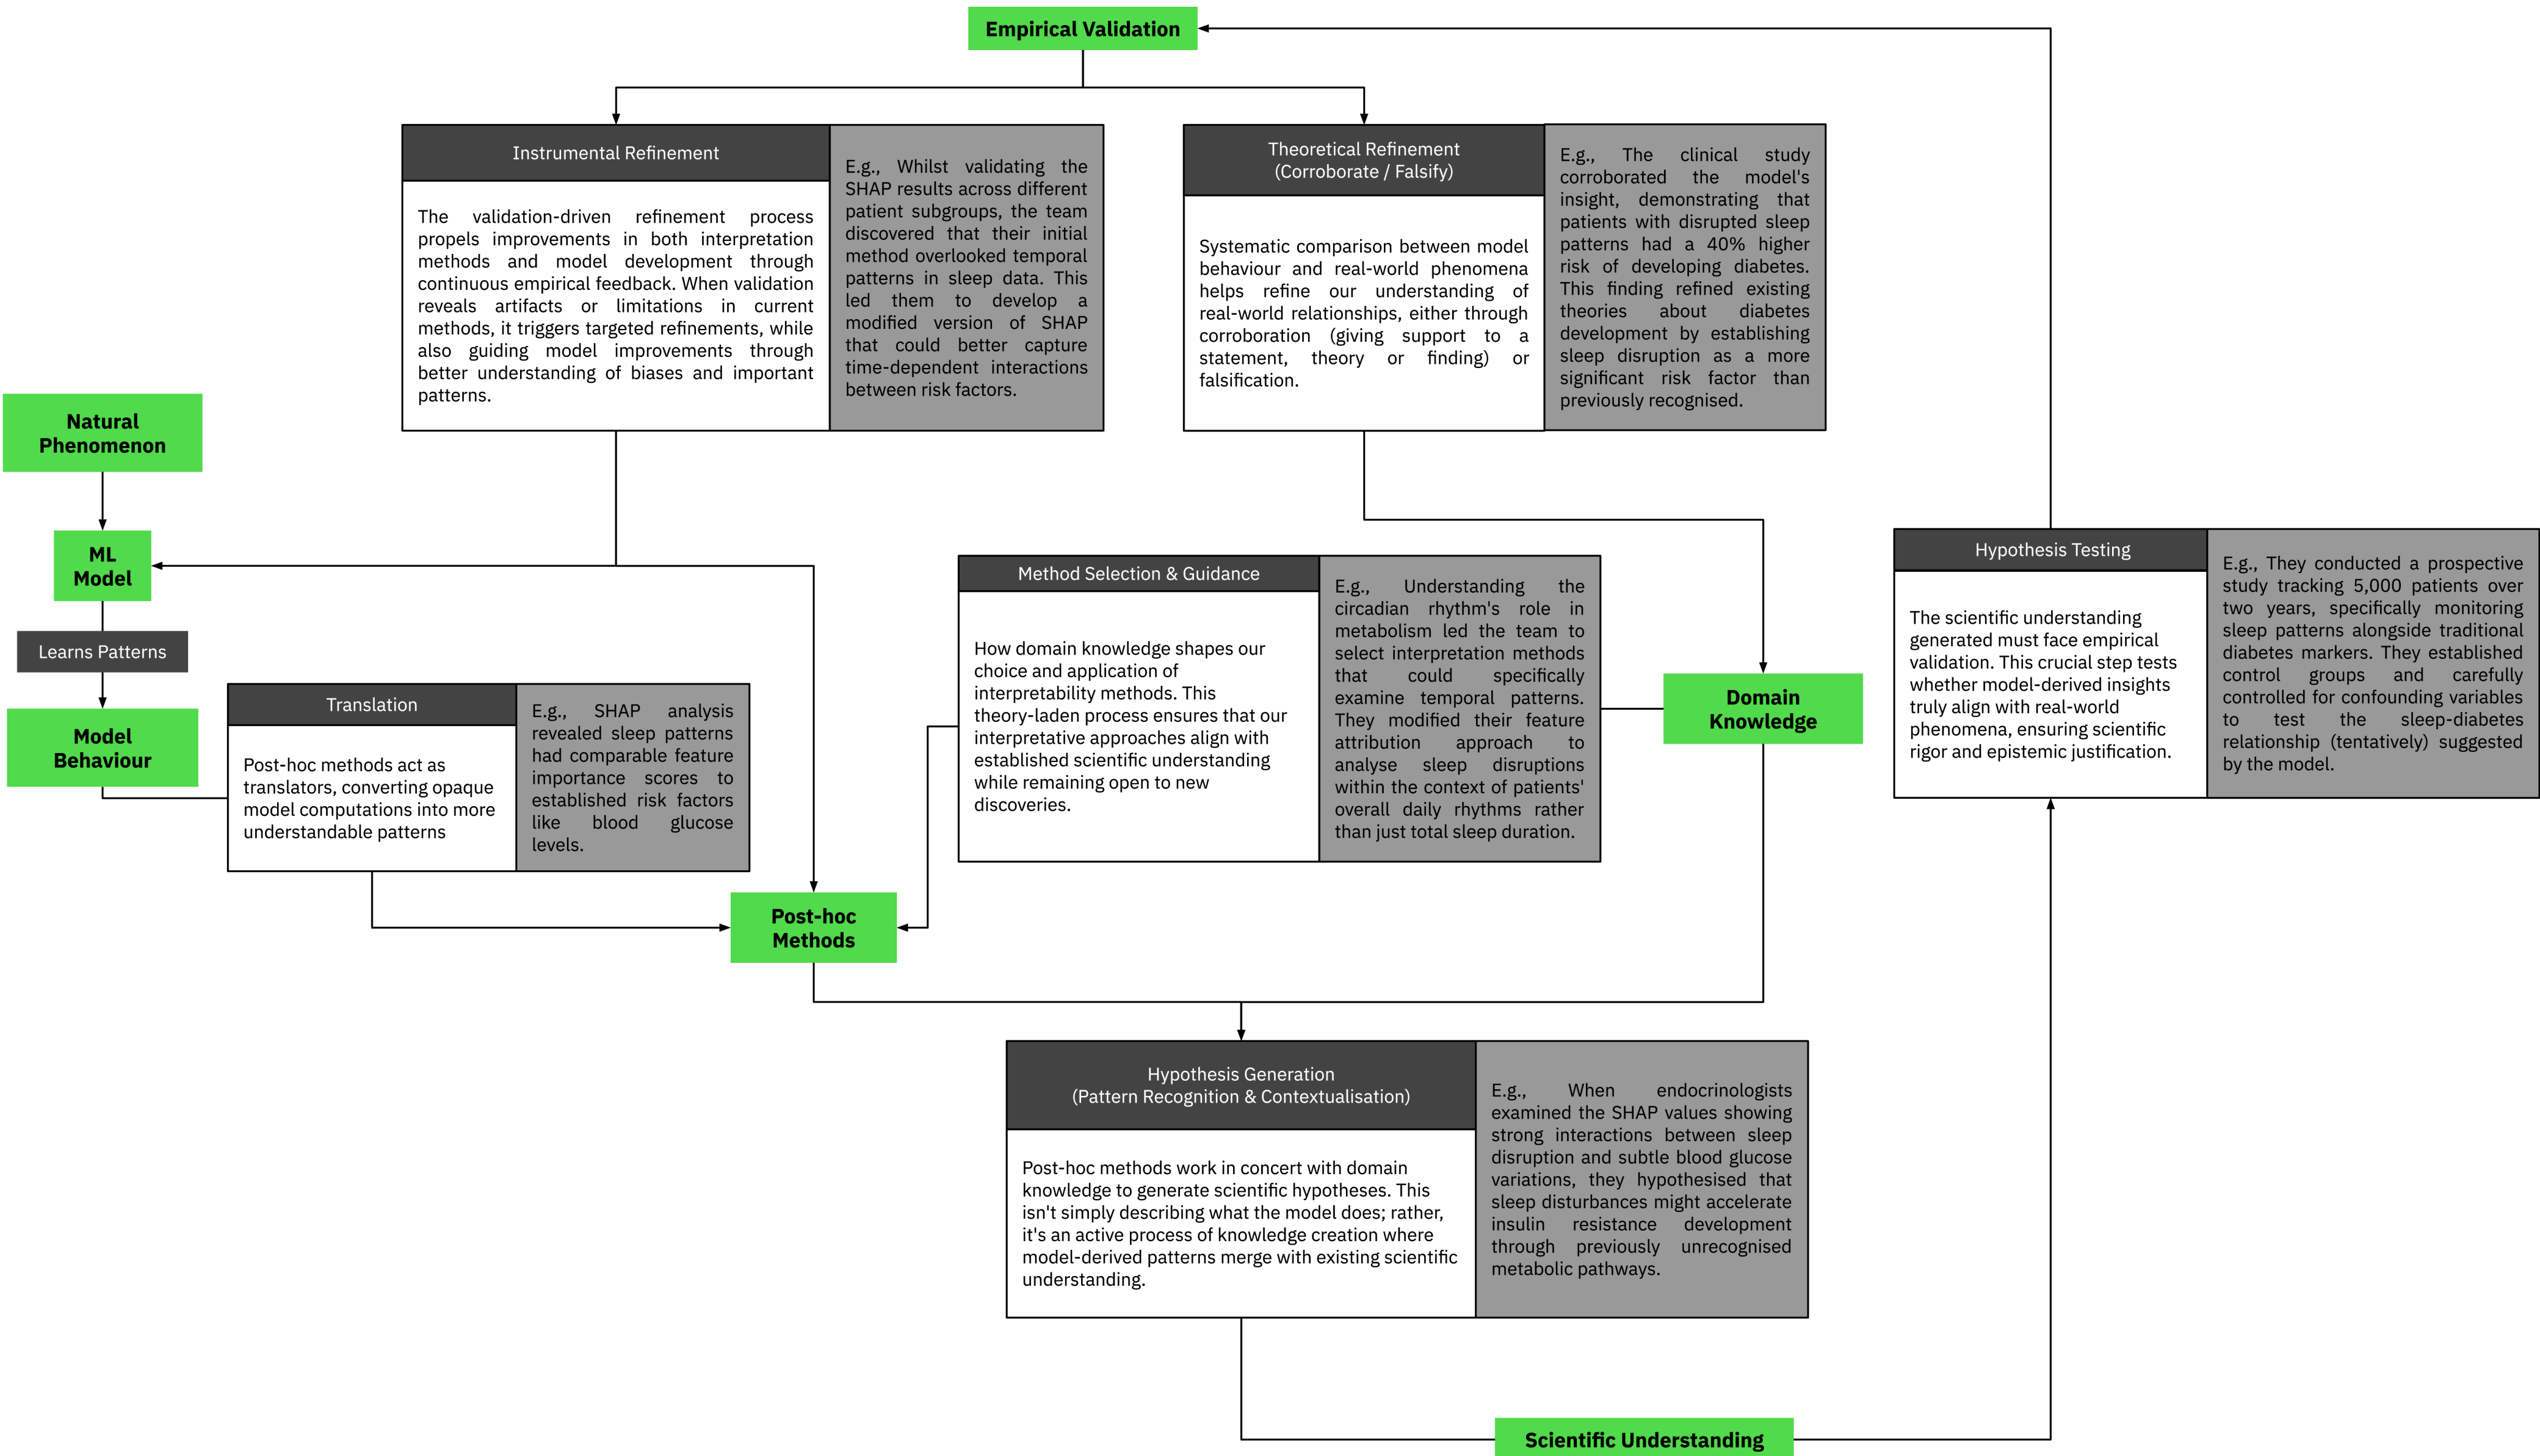 Empirical Validation
Instrumental Refinement
The validation-driven refinement process
propels improvements in both interpretation
methods and model development through
continuous empirical feedback. When validation
reveals artifacts or limitations in current
methods, it triggers targeted refinements, while
also guiding model improvements through
better understanding of biases and important
patterns.
E.g., Whilst validating the
SHAP results across different
patient subgroups, the team
discovered that their initial
method overlooked temporal
patterns in sleep data. This
led them to develop a
modified version of SHAP
that could better capture
time-dependent interactions
between risk factors.
Theoretical Refinement
(Corroborate / Falsify)
Systematic comparison between model
behaviour and real-world phenomena
helps refine our understanding of
real-world relationships, either through
corroboration (giving support to a
statement, theory or finding) or
falsification.
E.g., The clinical study
corroborated the model's
insight, demonstrating that
patients with disrupted sleep
patterns had a 40% higher
risk of developing diabetes.
This finding refined existing
theories about diabetes
development by establishing
sleep disruption as a more
significant risk factor than
previously recognised.
Natural
Phenomenon
ML
Model
Learns Patterns
Model
Behaviour
Translation
Post-hoc methods act as
translators, converting opaque
model computations into more
understandable patterns
E.g., SHAP analysis
revealed sleep patterns
had comparable feature
importance scores to
established risk factors
like blood glucose
levels.
Method Selection & Guidance
How domain knowledge shapes our
choice and application of
interpretability methods. This
theory-laden process ensures that our
interpretative approaches align with
established scientific understanding
while remaining open to new
discoveries.
E.g., Understanding the
circadian rhythm's role in
metabolism led the team to
select interpretation methods
that could specifically
examine temporal patterns.
They modified their feature
attribution approach to
analyse sleep disruptions
within the context of patients'
overall daily rhythms rather
than just total sleep duration.
Domain
Knowledge
Hypothesis Testing
The scientific understanding
generated must face empirical
validation. This crucial step tests
whether model-derived insights
truly align with real-world
phenomena, ensuring scientific
rigor and epistemic justification.
E.g., They conducted a prospective
study tracking 5,000 patients over
two years, specifically monitoring
sleep patterns alongside traditional
diabetes markers. They established
control groups and carefully
controlled for confounding variables
to test the sleep-diabetes
relationship (tentatively) suggested
by the model.
Post-hoc
Methods
Hypothesis Generation
(Pattern Recognition & Contextualisation)
Post-hoc methods work in concert with domain
knowledge to generate scientific hypotheses. This
isn't simply describing what the model does; rather,
it's an active process of knowledge creation where
model-derived patterns merge with existing scientific
understanding.
E.g., When endocrinologists
examined the SHAP values showing
strong interactions between sleep
disruption and subtle blood glucose
variations, they hypothesised that
sleep disturbances might accelerate
insulin resistance development
through previously unrecognised
metabolic pathways.
Scientific Understanding